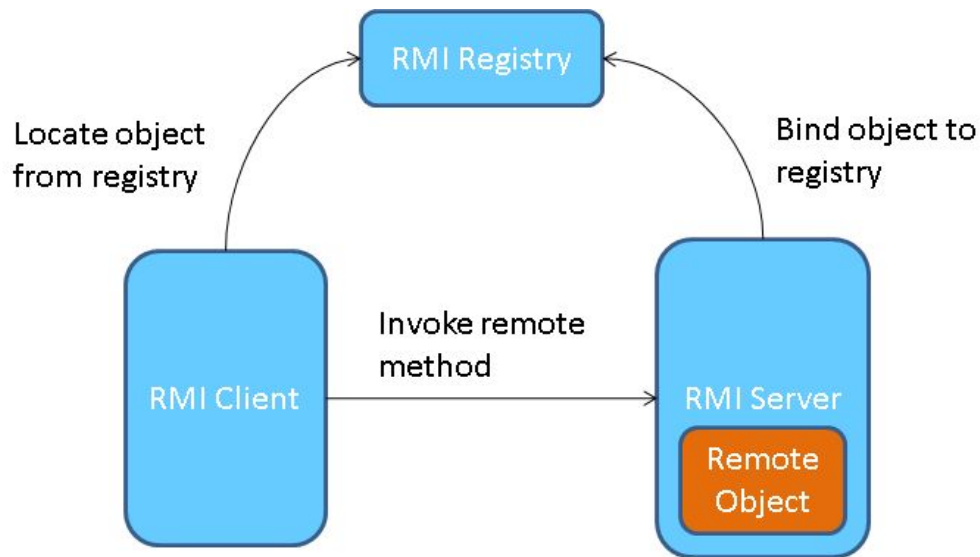 RMI Registry
Locate object
from registry
Bind object to
registry
Invoke remote
method
RMI Client
RMI Server
Remote
Object